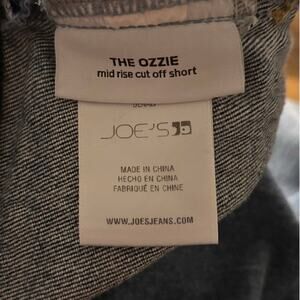 THE OZZIE
mid rise cut off short
JOE'S
MADE IN CHINA
HECHO EN CHINA
FABRIQUÉ EN CHINE
WWW.JOESJEANS.COM